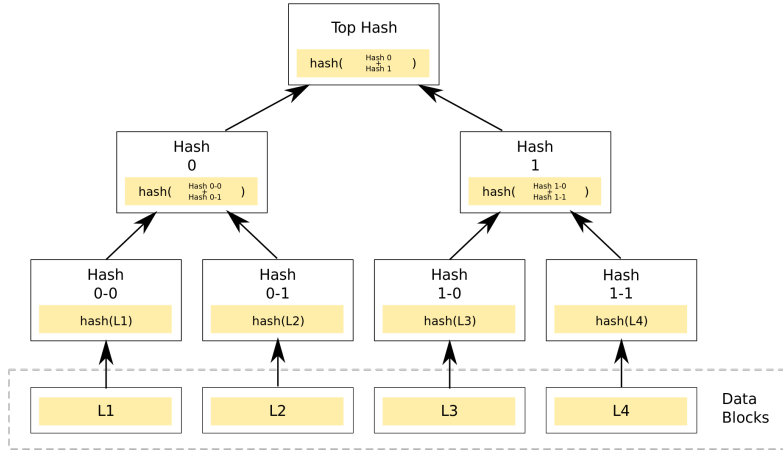 Top Hash
hash( Hash 0 + Hash 1 )
Hash
0
hash( Hash 0-0 + Hash 0-1 )
Hash
1
hash( Hash 1-0 + Hash 1-1 )
Hash
0-0
hash(L1)
Hash
0-1
hash(L2)
Hash
1-0
hash(L3)
Hash
1-1
hash(L4)
L1
L2
L3
L4
Data
Blocks